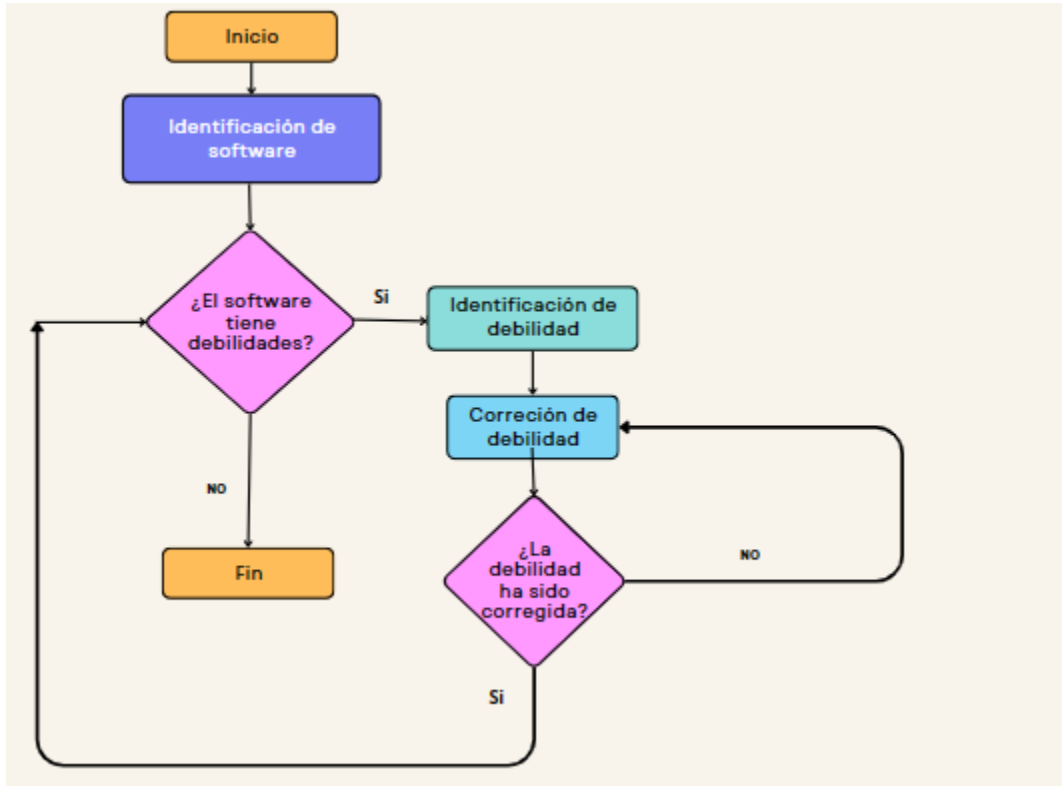 Inicio
Identificación de
software
¿El software
tiene
debilidades?
Si
Identificación de
debilidad
Correción de
debilidad
NO
Fin
¿La
debilidad
ha sido
corregida?
NO
Si